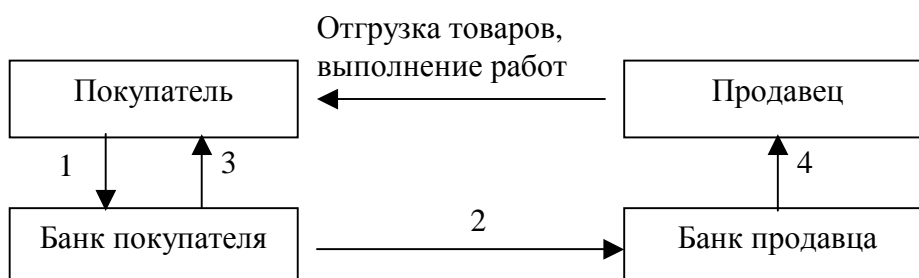 Отгрузка товаров,
выполнение работ
Покупатель
Продавец
1
3
4
2
Банк покупателя
Банк продавца